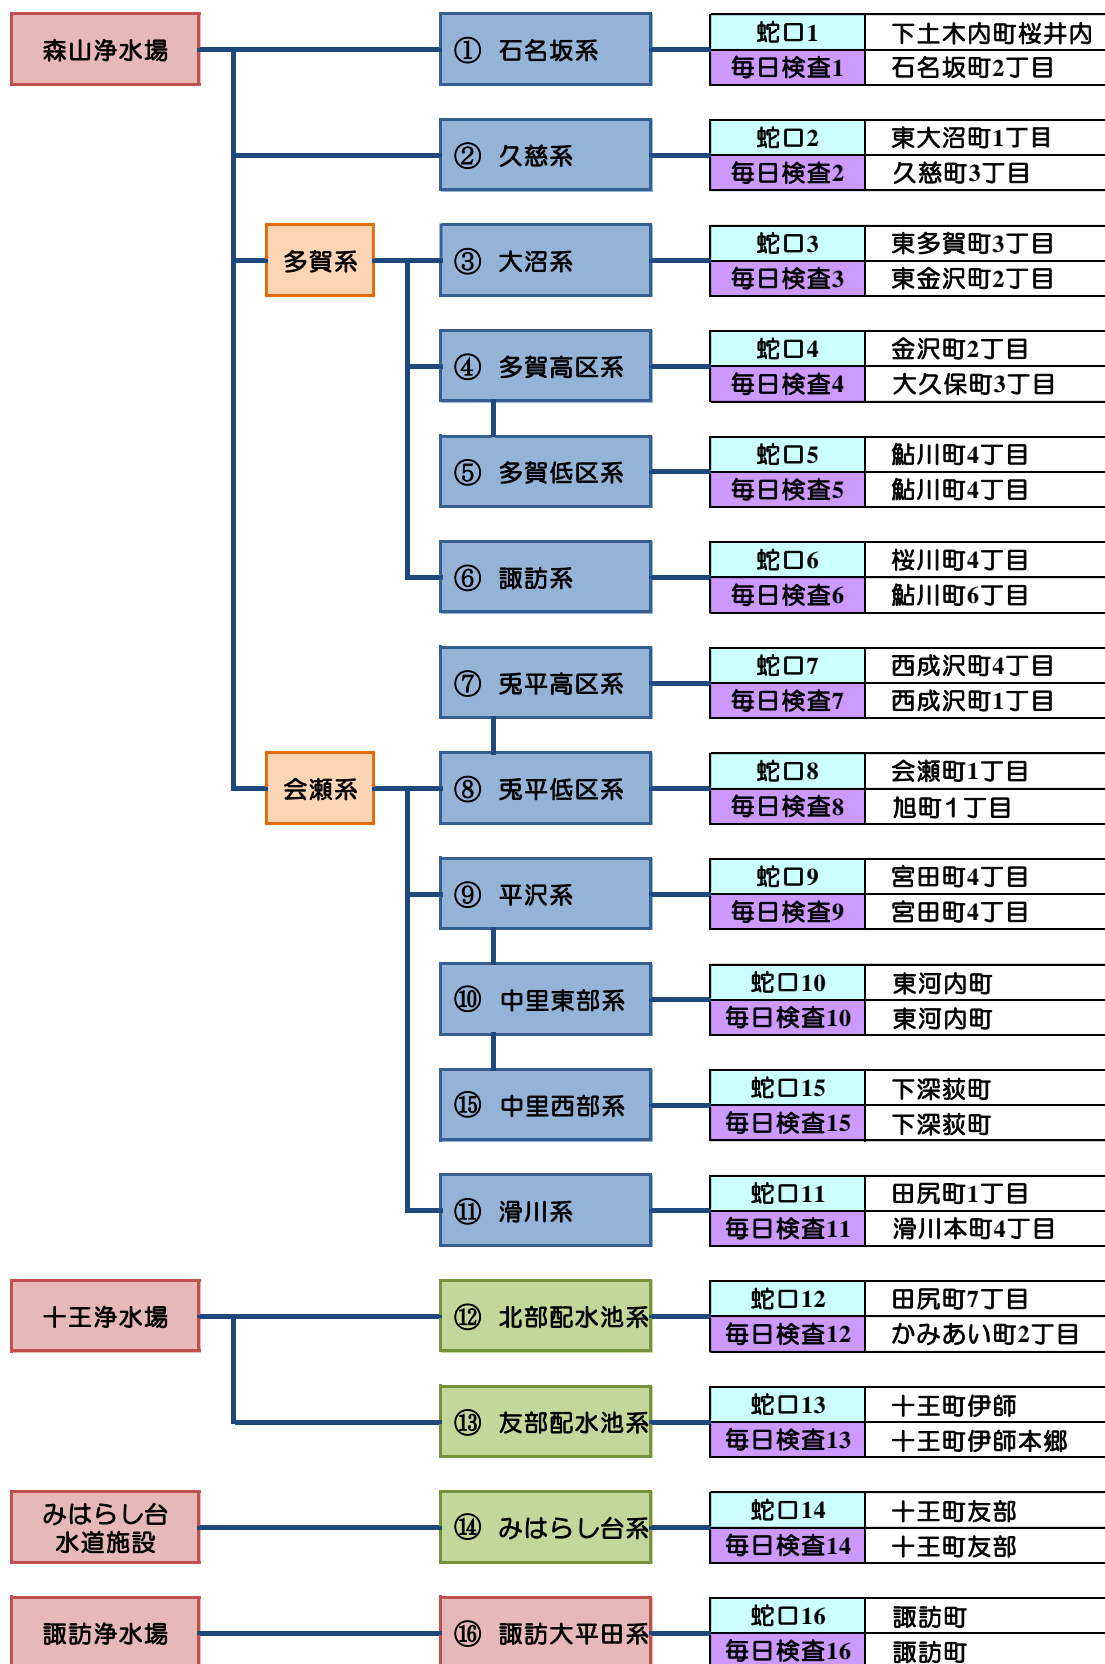 森山浄水場
① 石名坂系
蛇口1 下土木内町桜井内
毎日検査1 石名坂町2丁目
② 久慈系
蛇口2 東大沼町1丁目
毎日検査2 久慈町3丁目
多賀系
③ 大沼系
蛇口3 東多賀町3丁目
毎日検査3 東金沢町2丁目
④ 多賀高区系
蛇口4 金沢町2丁目
毎日検査4 大久保町3丁目
⑤ 多賀低区系
蛇口5 鮎川町4丁目
毎日検査5 鮎川町4丁目
⑥ 諏訪系
蛇口6 桜川町4丁目
毎日検査6 鮎川町6丁目
⑦ 兎平高区系
蛇口7 西成沢町4丁目
毎日検査7 西成沢町1丁目
会瀬系
⑧ 兎平低区系
蛇口8 会瀬町1丁目
毎日検査8 旭町１丁目
⑨ 平沢系
蛇口9 宮田町4丁目
毎日検査9 宮田町4丁目
⑩ 中里東部系
蛇口10 東河内町
毎日検査10 東河内町
⑮ 中里西部系
蛇口15 下深荻町
毎日検査15 下深荻町
⑪ 滑川系
蛇口11 田尻町1丁目
毎日検査11 滑川本町4丁目
十王浄水場
⑫ 北部配水池系
蛇口12 田尻町7丁目
毎日検査12 かみあい町2丁目
⑬ 友部配水池系
蛇口13 十王町伊師
毎日検査13 十王町伊師本郷
みはらし台
水道施設
⑭ みはらし台系
蛇口14 十王町友部
毎日検査14 十王町友部
諏訪浄水場
⑯ 諏訪大平田系
蛇口16 諏訪町
毎日検査16 諏訪町